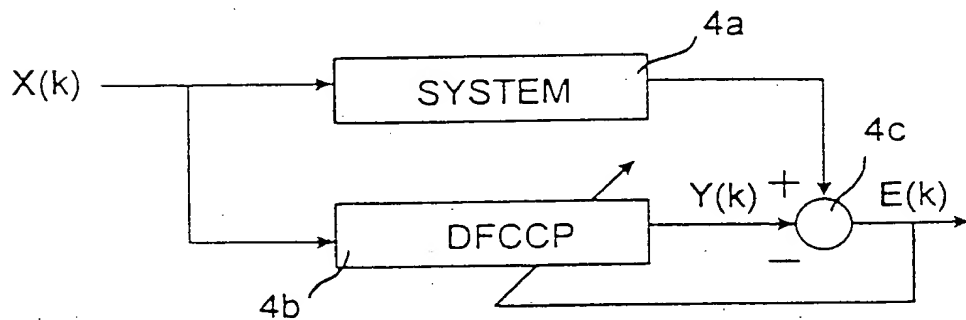 4a
X(k)
SYSTEM
4c
+
Y(k)
E(k)
DFCCP
−
4b